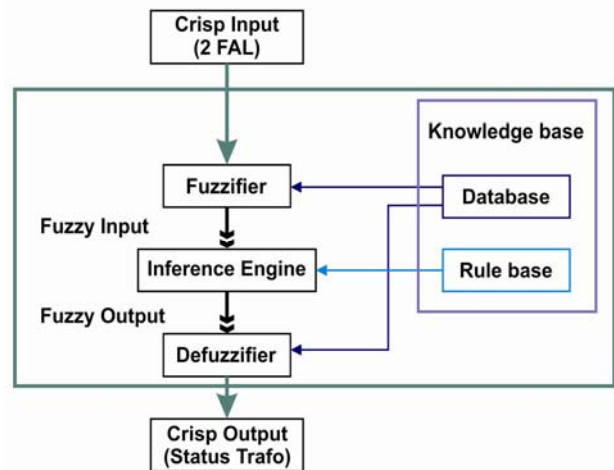 Crisp Input
(2 FAL)
Knowledge base
Fuzzifier
Database
Fuzzy Input
Inference Engine
Rule base
Fuzzy Output
Defuzzifier
Crisp Output
(Status Trafo)